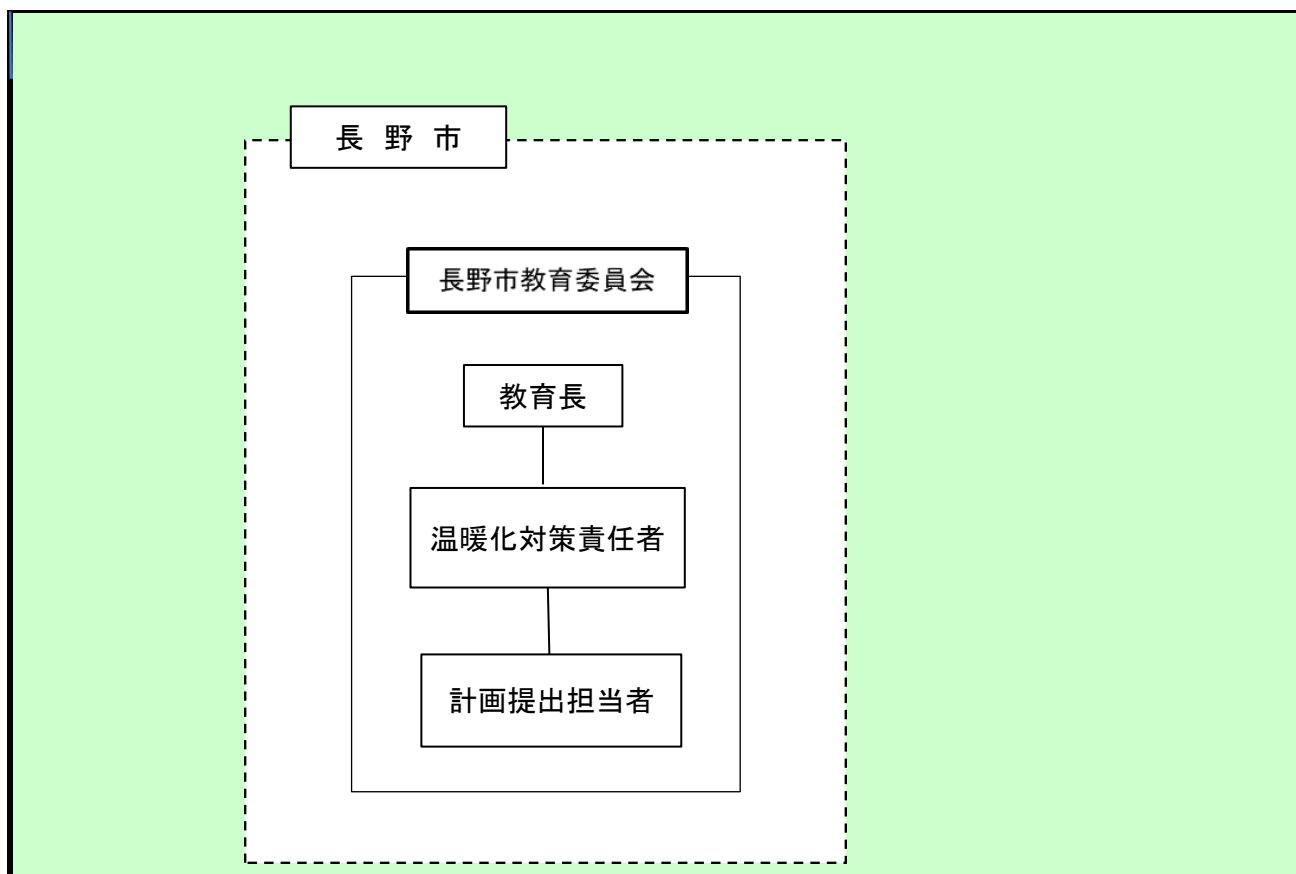 長 野 市
長野市教育委員会
教育長
温暖化対策責任者
計画提出担当者